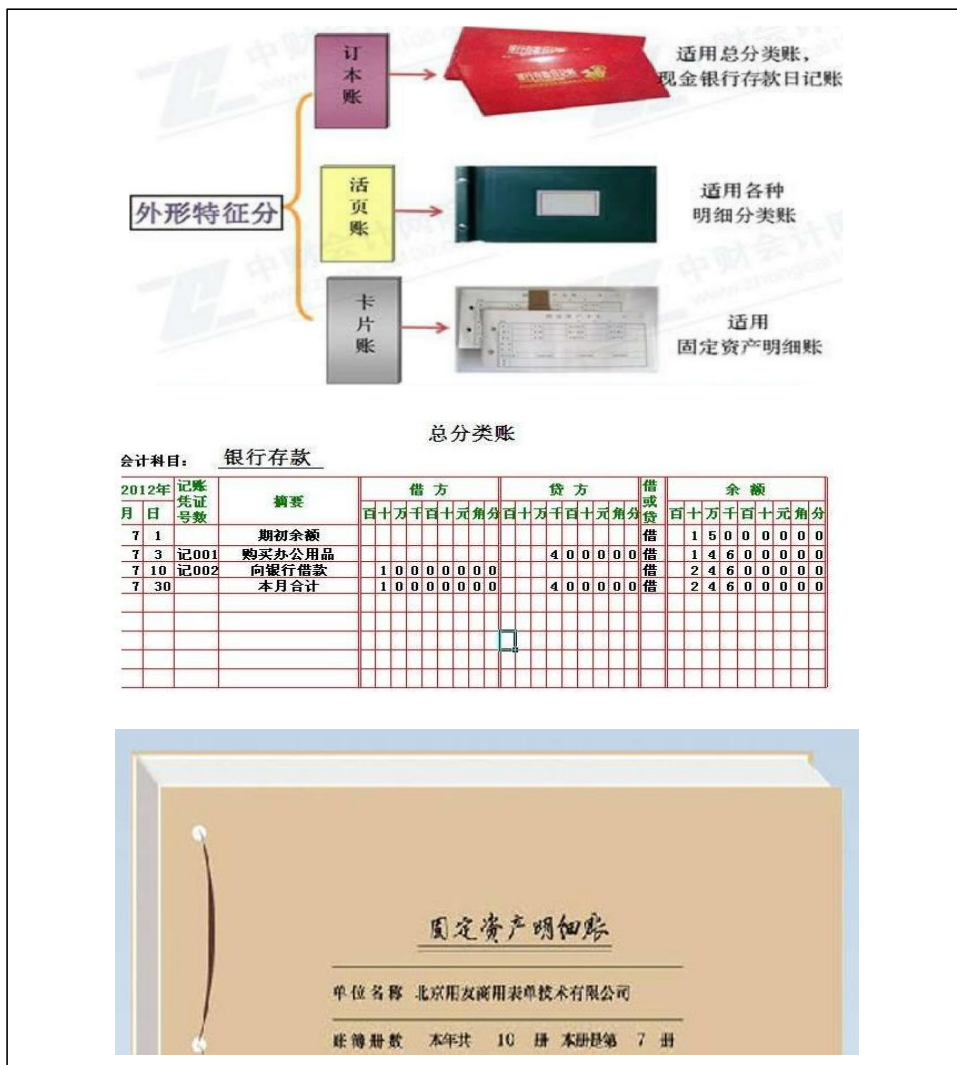 订本账
适用总分类账，
现金银行存款日记账
外形特征分
活页账
适用各种
明细分类账
卡片账
适用
固定资产明细账
总分类账
会计科目： 银行存款
2012年 记账凭证号数 摘要 借 方 贷 方 借或贷 余 额
月 日 百十万千百十元角分 百十万千百十元角分 百十万千百十元角分
7 1 期初余额 借 1 5 0 0 0 0 0 0
7 3 记001 购买办公用品 4 0 0 0 0 0 借 1 4 6 0 0 0 0 0
7 10 记002 向银行借款 1 0 0 0 0 0 0 0 借 2 4 6 0 0 0 0 0
7 30 本月合计 1 0 0 0 0 0 0 0 4 0 0 0 0 0 借 2 4 6 0 0 0 0 0
固定资产明细账
单位名称 北京用友商用表单技术有限公司
账簿册数 本年共 10 册 本册是第 7 册